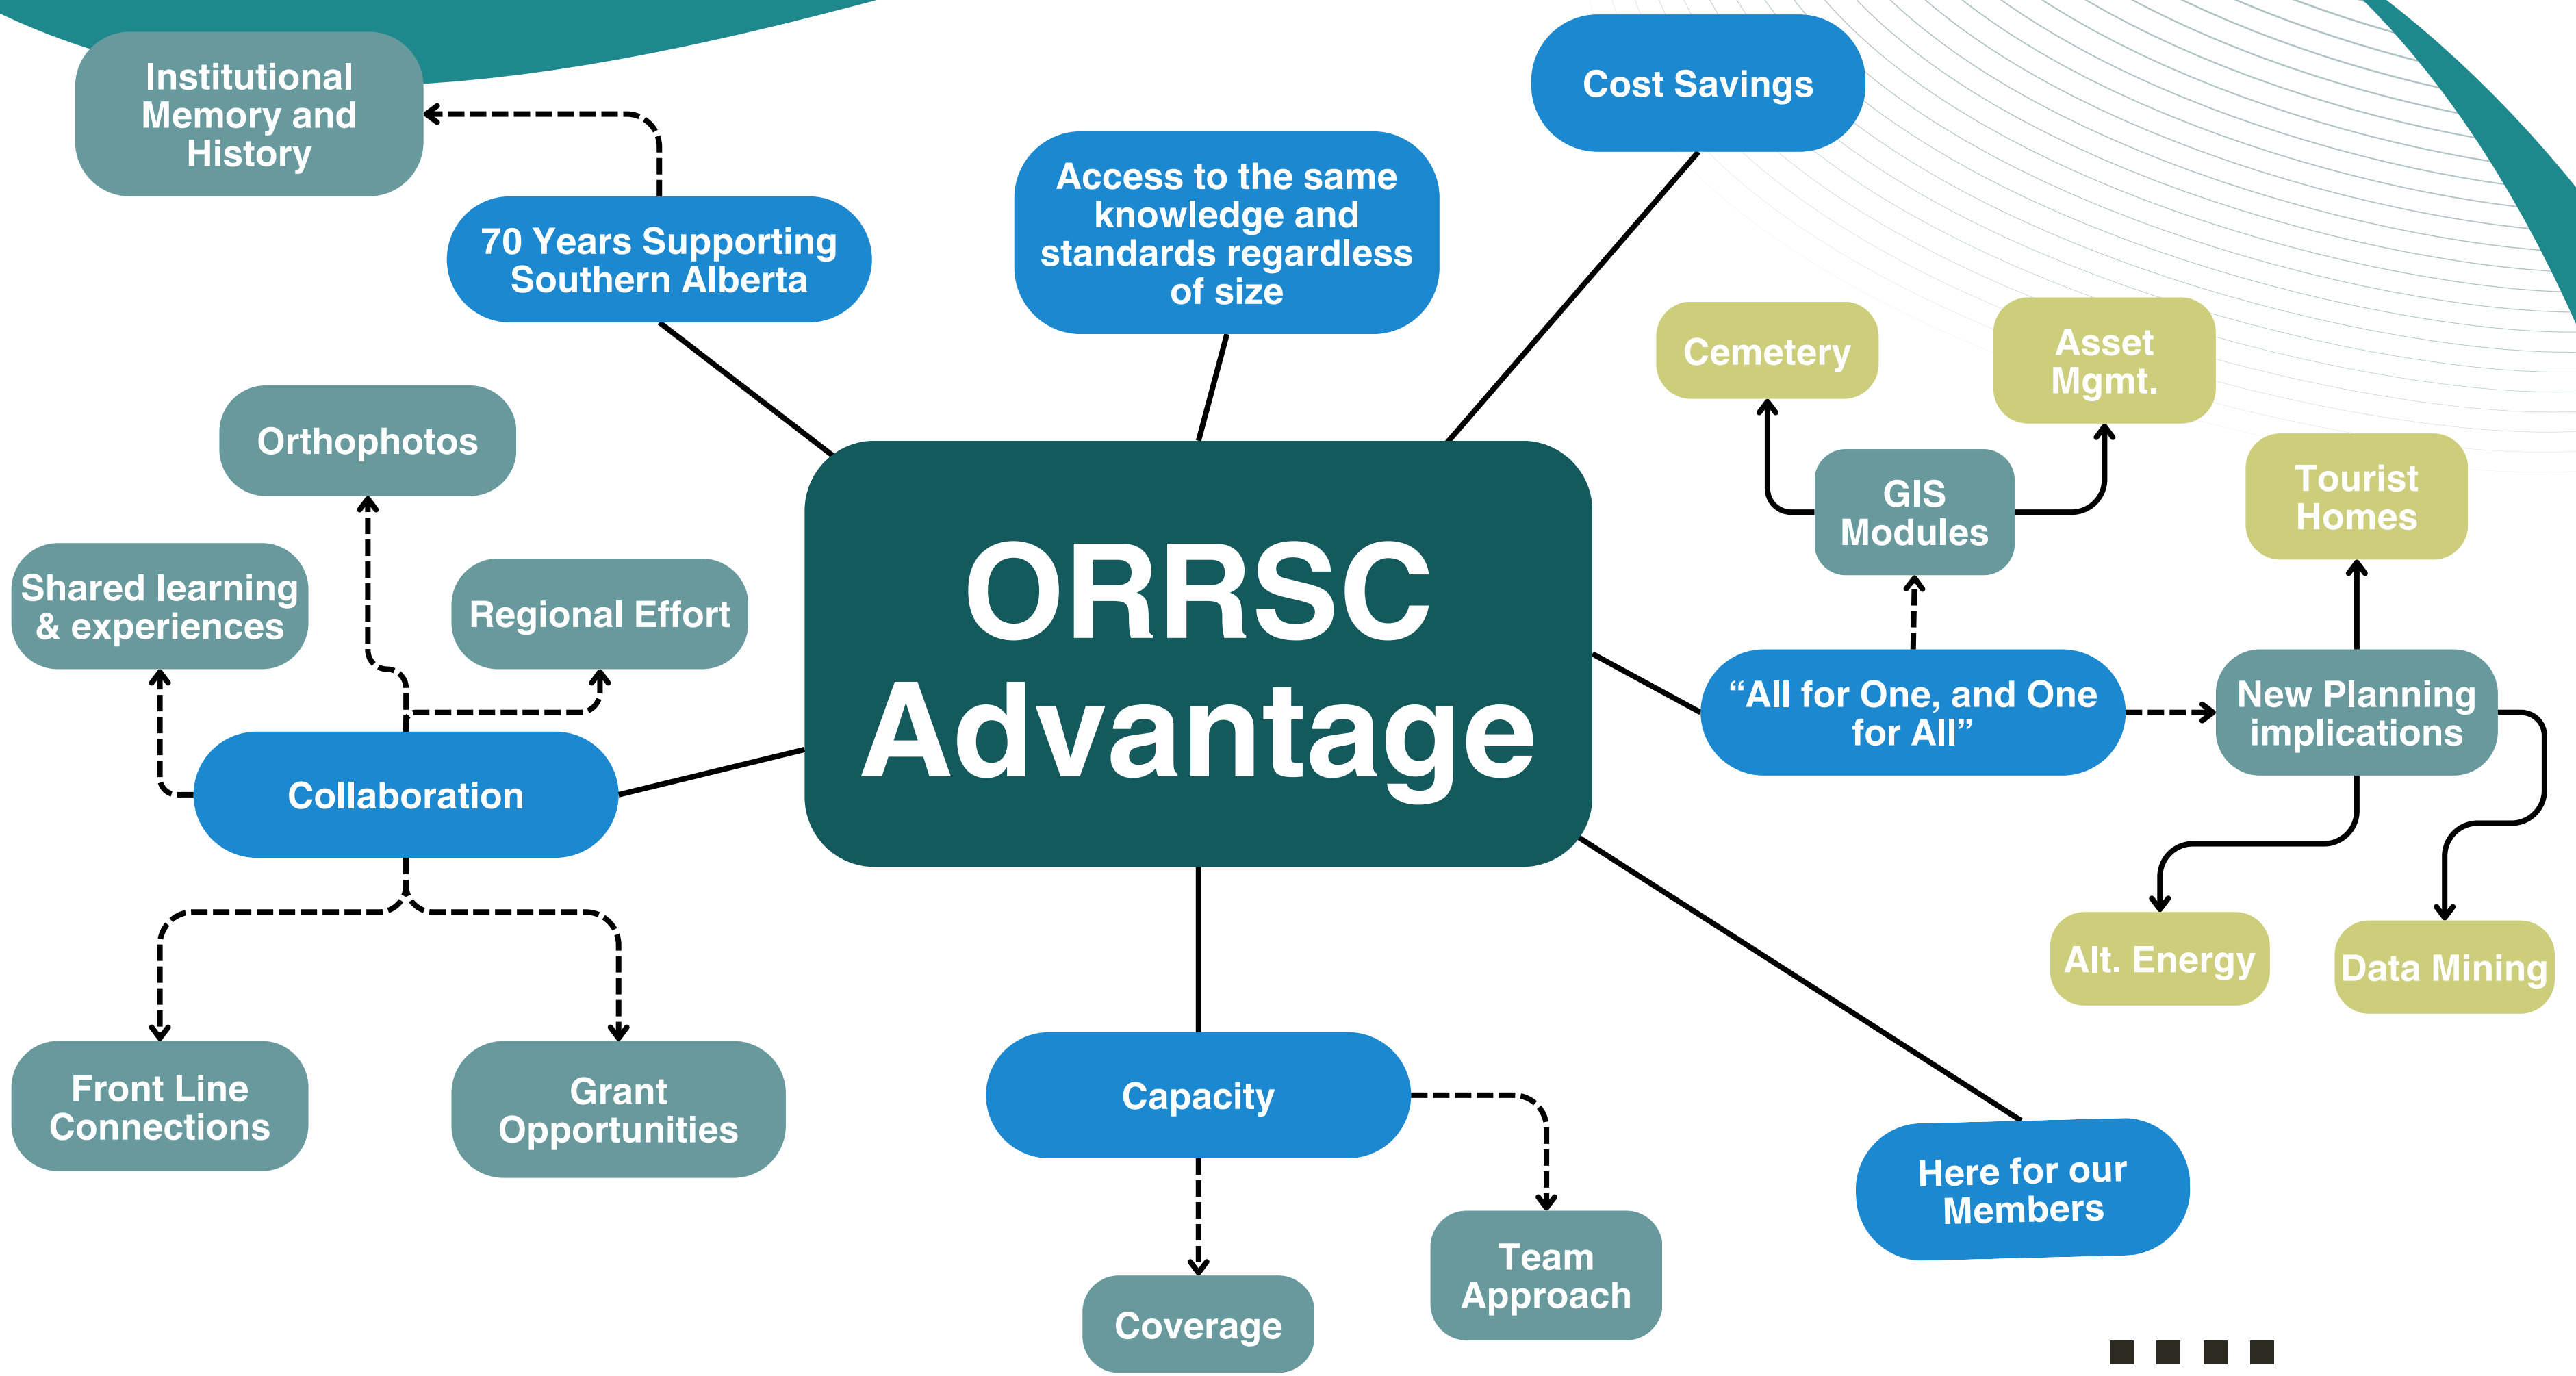 Institutional
Memory and
History
70 Years Supporting
Southern Alberta
Access to the same
knowledge and
standards regardless
of size
Cost Savings
Cemetery
Asset
Mgmt.
Orthophotos
GIS
Modules
Tourist
Homes
Shared learning
& experiences
Regional Effort
ORRSC
Advantage
“All for One, and One
for All”
New Planning
implications
Collaboration
Alt. Energy
Data Mining
Front Line
Connections
Grant
Opportunities
Capacity
Here for our
Members
Team
Approach
Coverage